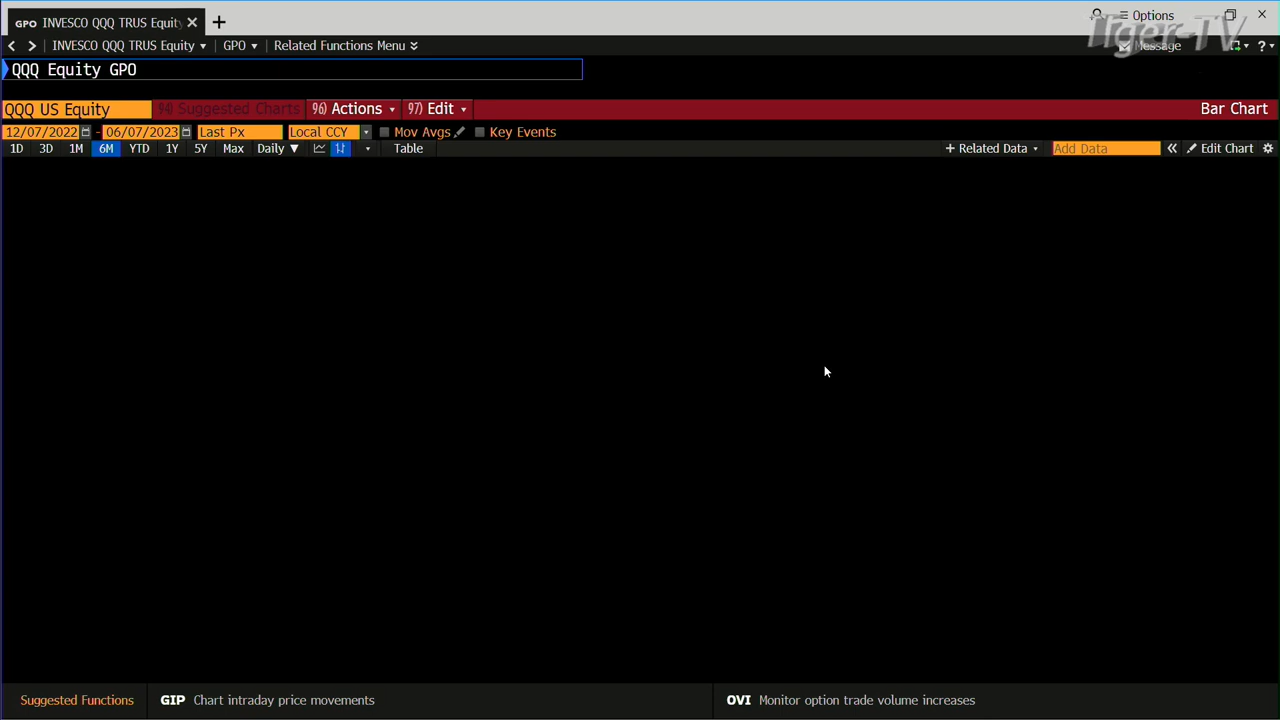 GPO INVESCO QQQ TRUS Equity
Options
INVESCO QQQ TRUS Equity GPO Related Functions Menu Message ?
Tiger-TV
QQQ Equity GPO
QQQ US Equity 94) Suggested Charts 96) Actions 97) Edit Bar Chart
12/07/2022 - 06/07/2023 Last Px Local CCY Mov Avgs Key Events
1D 3D 1M 6M YTD 1Y 5Y Max Daily ▼ Table + Related Data Add Data « Edit Chart
Suggested Functions GIP Chart intraday price movements OVI Monitor option trade volume increases